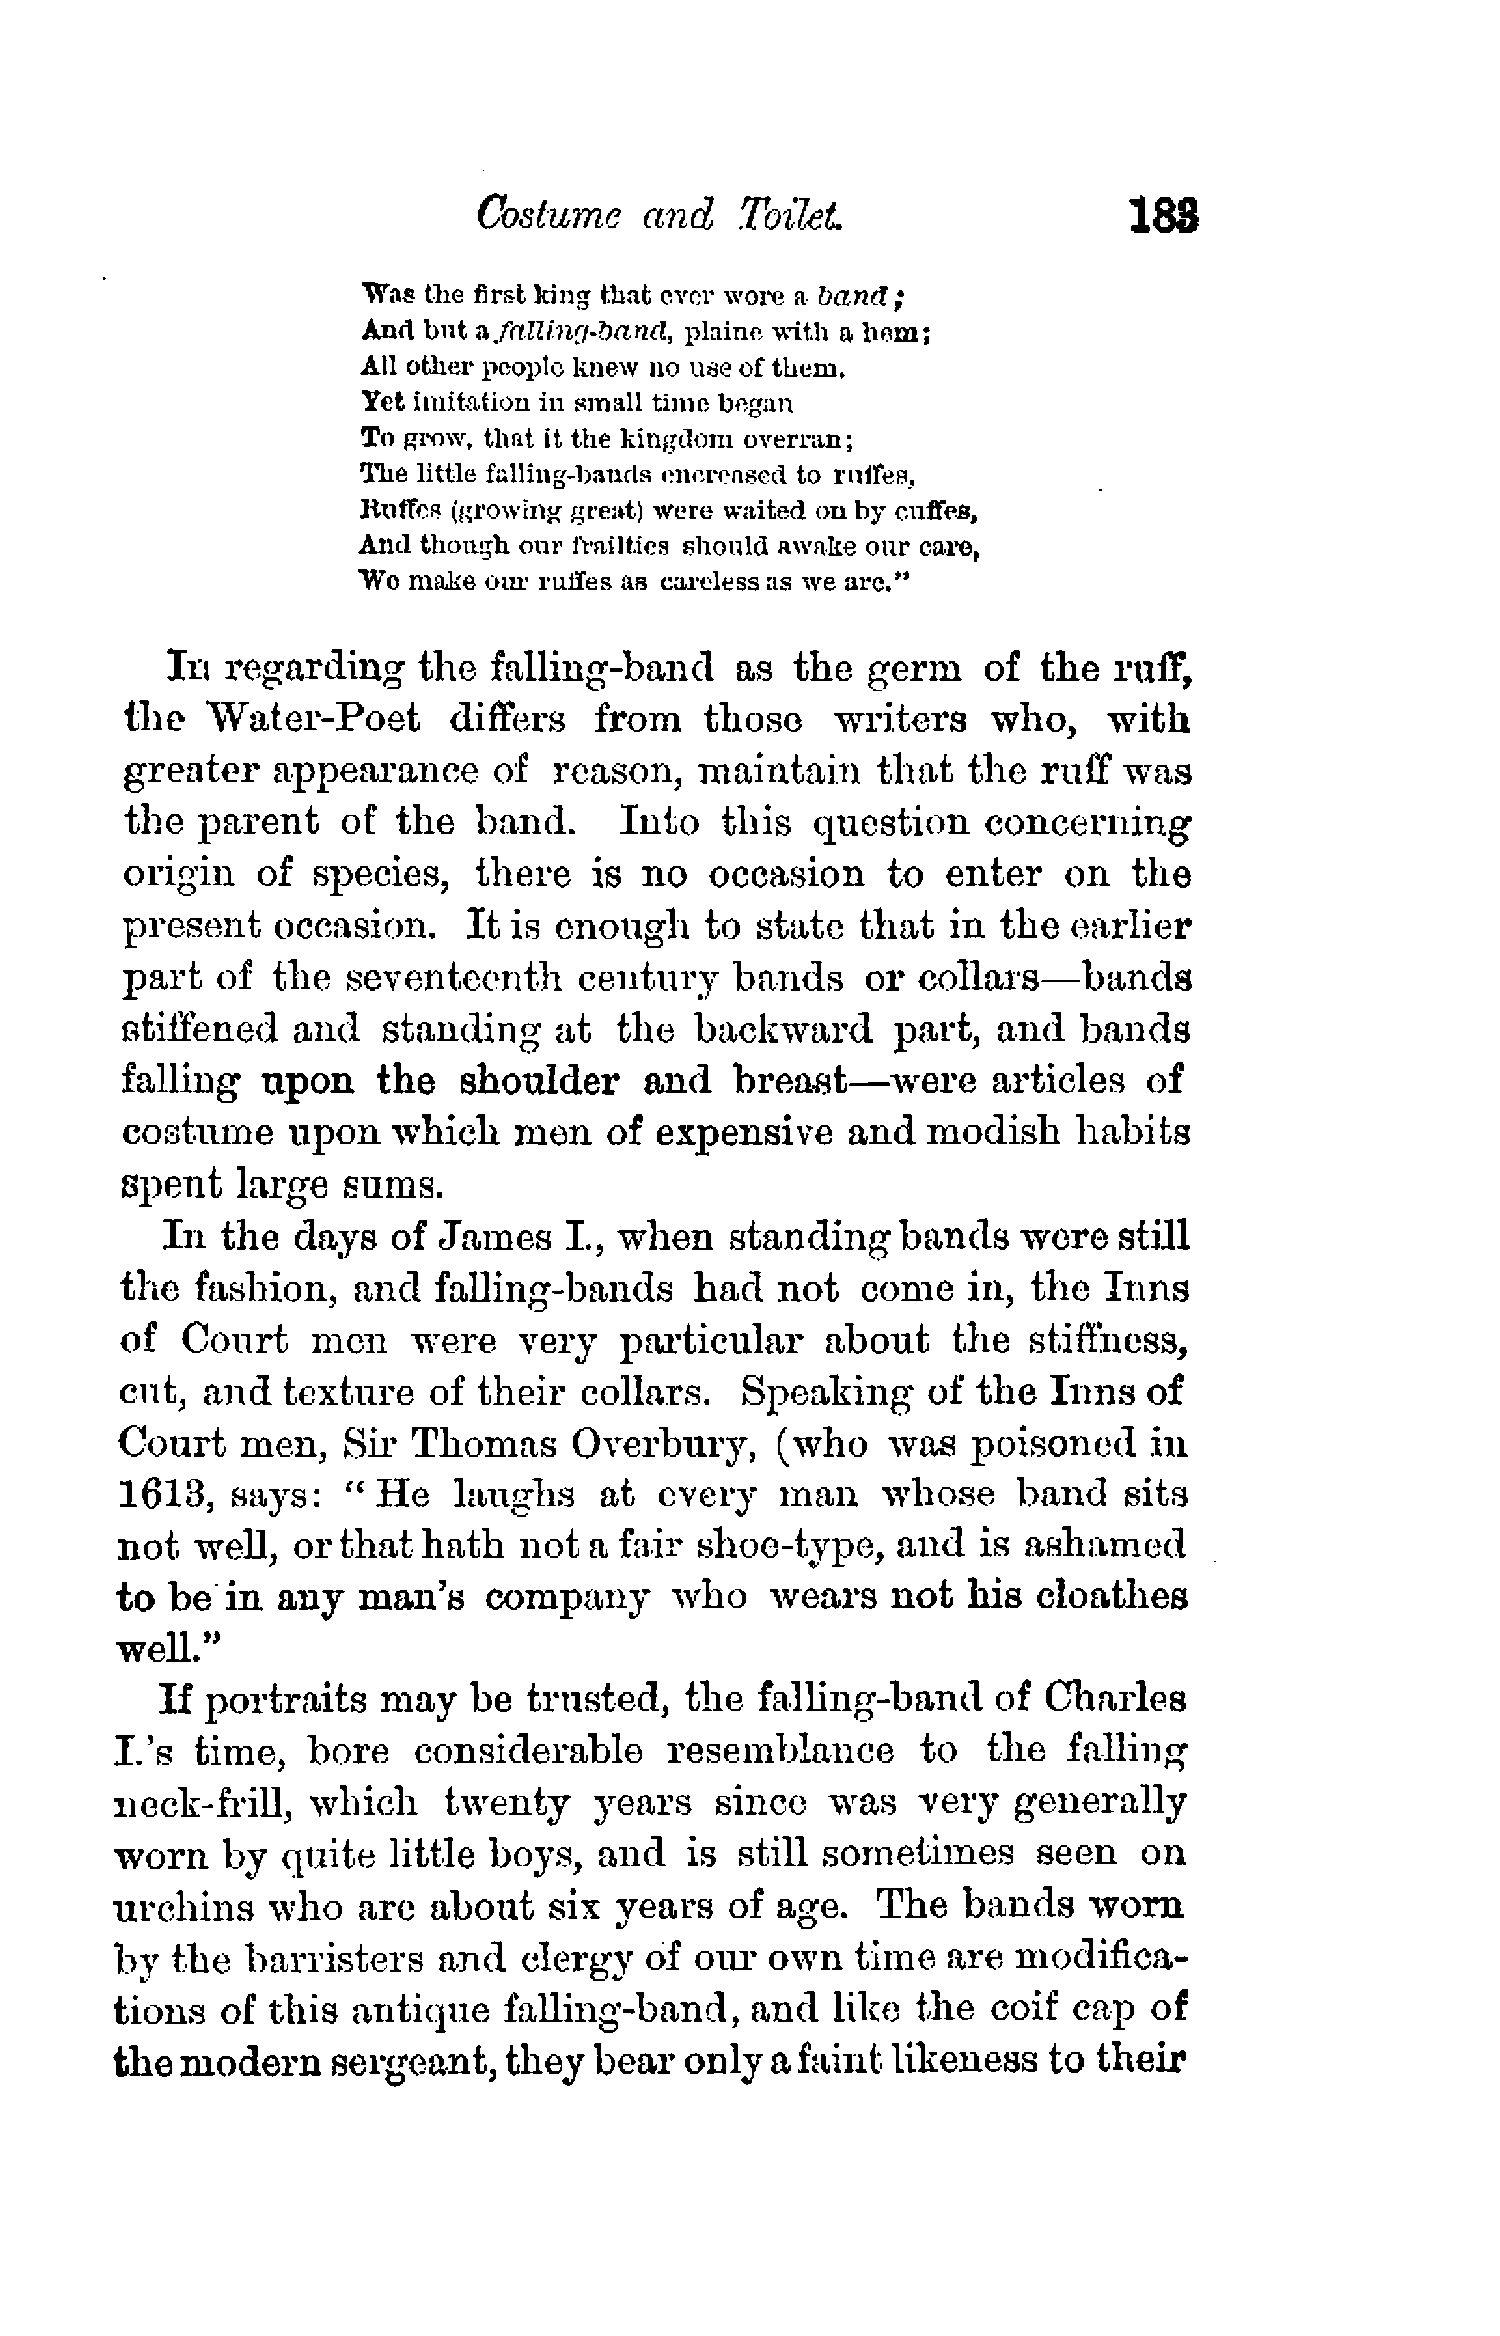 Costume and Toilet. 183
Was the first king that ever wore a band;
And but a falling-band, plaine with a hem;
All other people knew no use of them.
Yet imitation in small time began
To grow, that it the kingdom overran;
The little falling-bands encreased to ruffes,
Ruffes (growing great) were waited on by cuffes,
And though our frailties should awake our care,
We make our ruffes as careless as we are."
In regarding the falling-band as the germ of the ruff,
the Water-Poet differs from those writers who, with
greater appearance of reason, maintain that the ruff was
the parent of the band. Into this question concerning
origin of species, there is no occasion to enter on the
present occasion. It is enough to state that in the earlier
part of the seventeenth century bands or collars—bands
stiffened and standing at the backward part, and bands
falling upon the shoulder and breast—were articles of
costume upon which men of expensive and modish habits
spent large sums.
In the days of James I., when standing bands were still
the fashion, and falling-bands had not come in, the Inns
of Court men were very particular about the stiffness,
cut, and texture of their collars. Speaking of the Inns of
Court men, Sir Thomas Overbury, (who was poisoned in
1613, says: "He laughs at every man whose band sits
not well, or that hath not a fair shoe-type, and is ashamed
to be in any man's company who wears not his cloathes
well."
If portraits may be trusted, the falling-band of Charles
I.'s time, bore considerable resemblance to the falling
neck-frill, which twenty years since was very generally
worn by quite little boys, and is still sometimes seen on
urchins who are about six years of age. The bands worn
by the barristers and clergy of our own time are modifica-
tions of this antique falling-band, and like the coif cap of
the modern sergeant, they bear only a faint likeness to their